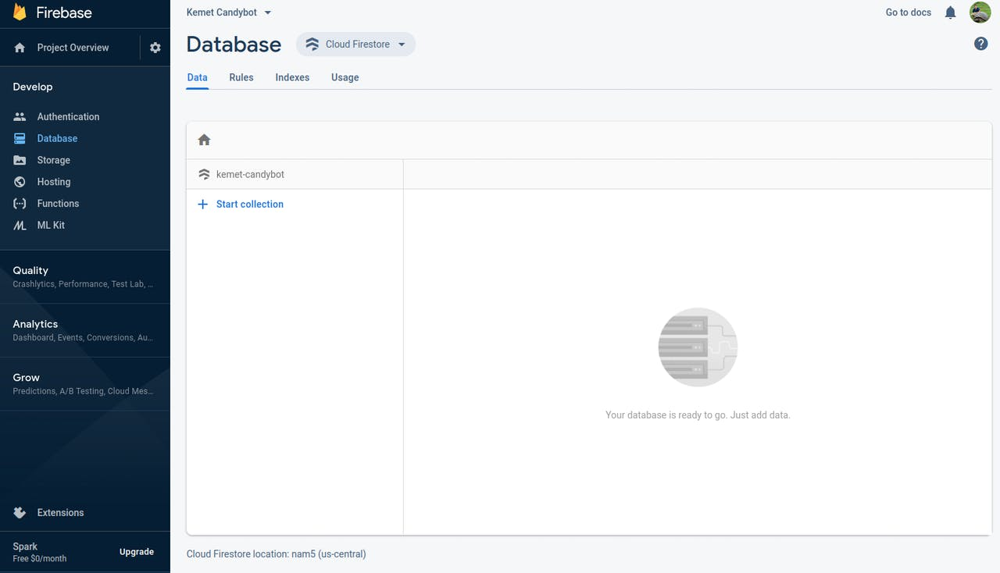 Firebase
Project Overview
Develop
Authentication
Database
Storage
Hosting
Functions
ML Kit
Quality
Crashlytics, Performance, Test Lab, ...
Analytics
Dashboard, Events, Conversions, Au...
Grow
Predictions, A/B Testing, Cloud Mes...
Extensions
Spark
Free $0/month
Upgrade
Kemet Candybot
Go to docs
Database
Cloud Firestore
Data
Rules
Indexes
Usage
kemet-candybot
Start collection
Your database is ready to go. Just add data.
Cloud Firestore location: nam5 (us-central)